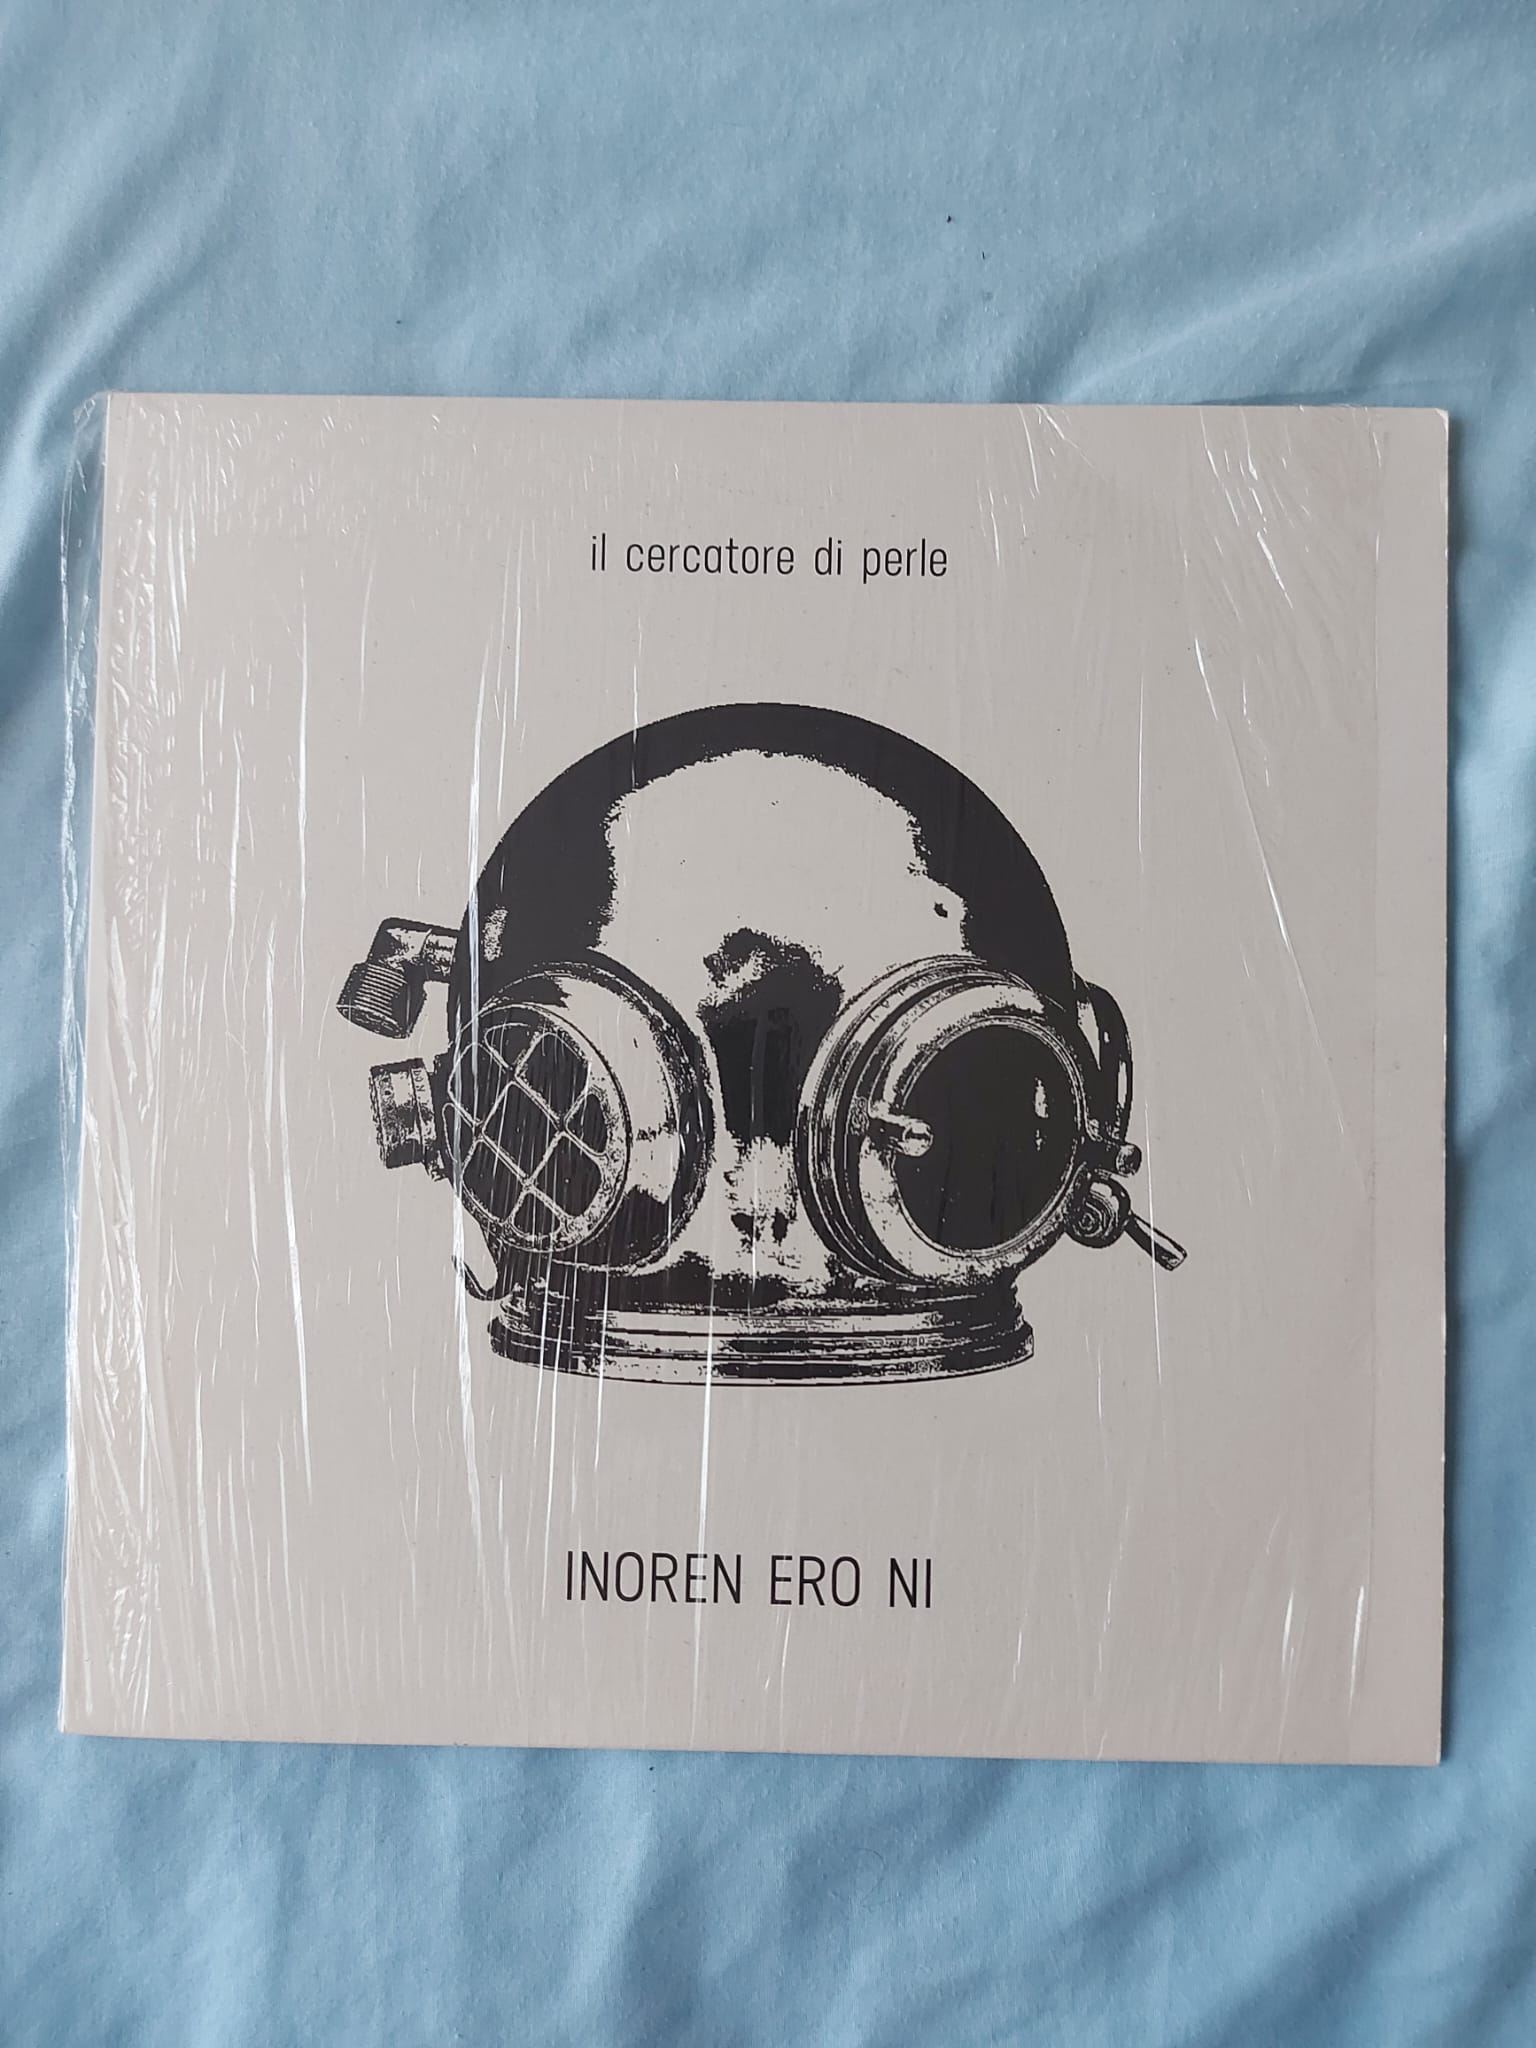 il cercatore di perle
INOREN ERO NI